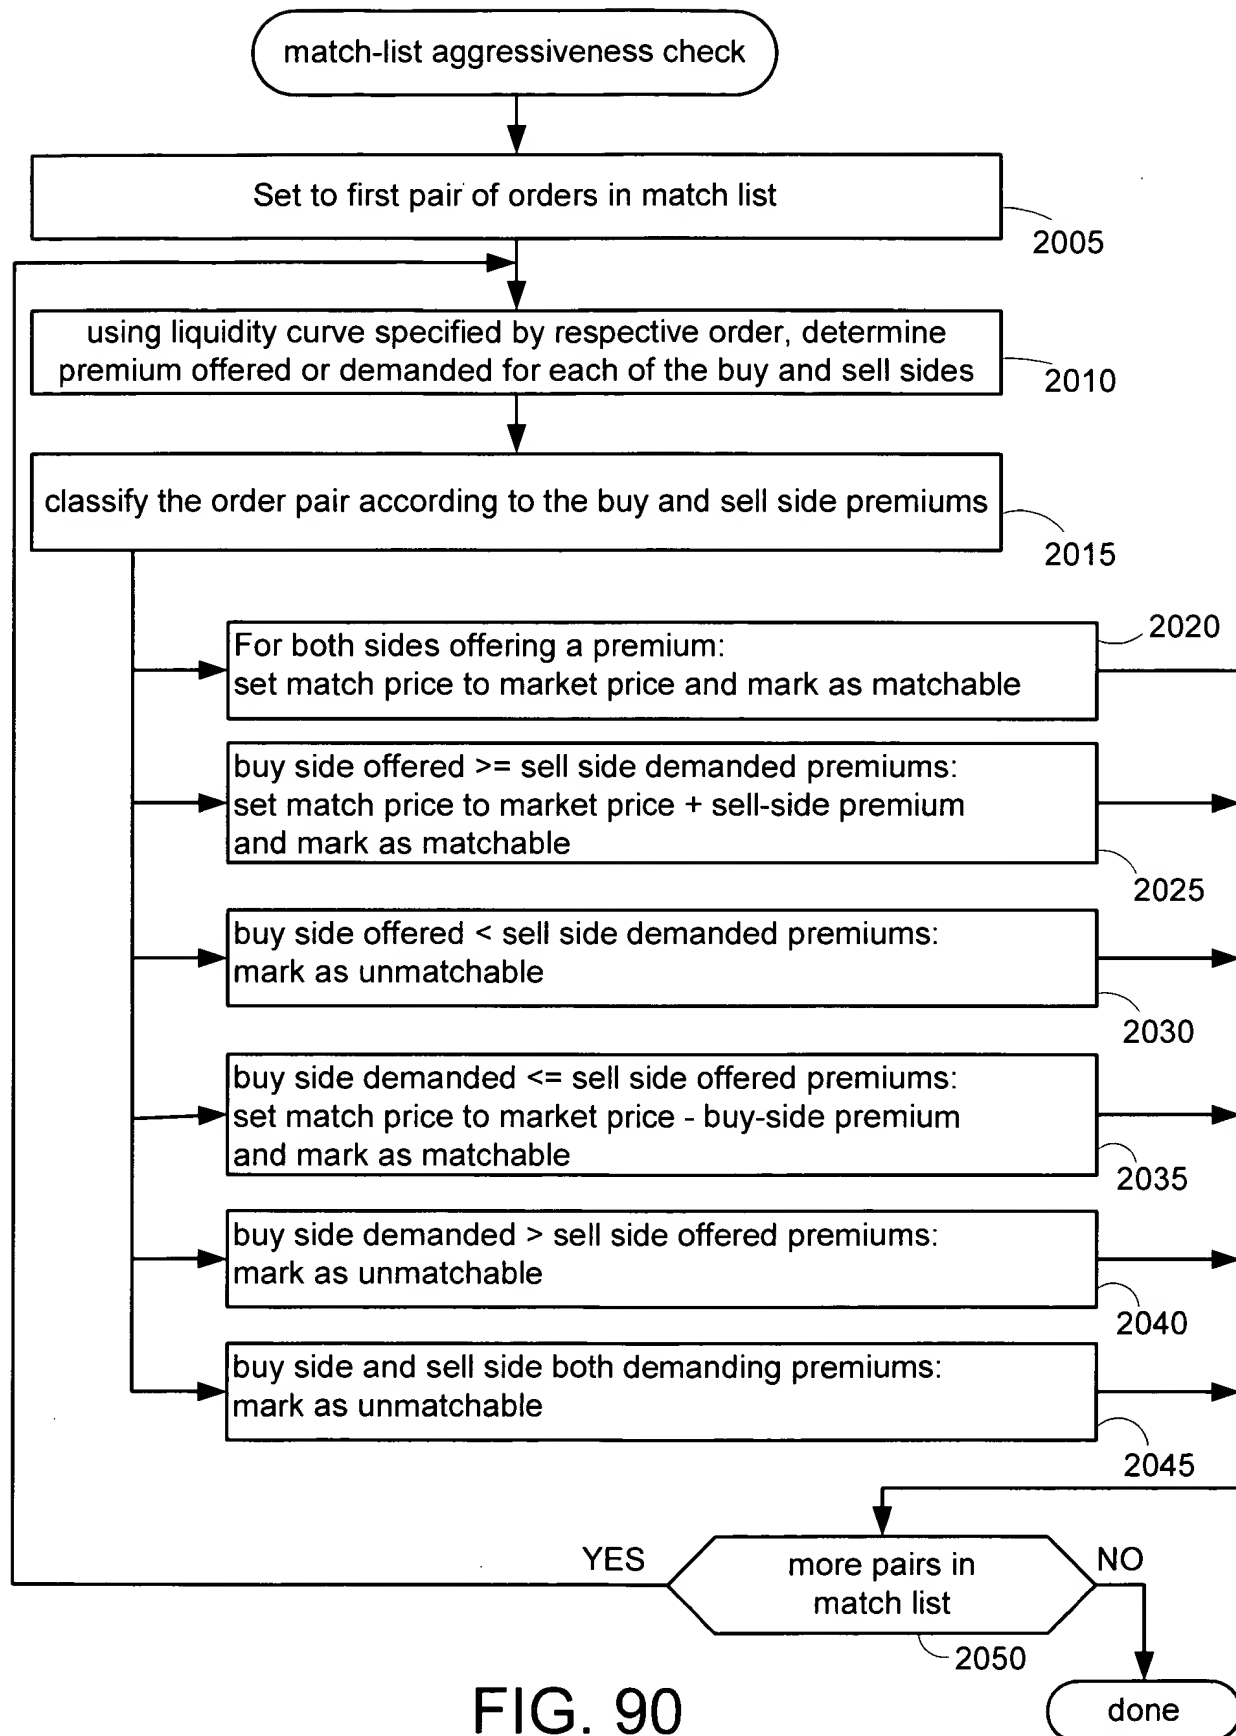 match-list aggressiveness check
Set to first pair of orders in match list
2005
using liquidity curve specified by respective order, determine
premium offered or demanded for each of the buy and sell sides
2010
classify the order pair according to the buy and sell side premiums
2015
2020
For both sides offering a premium:
set match price to market price and mark as matchable
buy side offered >= sell side demanded premiums:
set match price to market price + sell-side premium
and mark as matchable
2025
buy side offered < sell side demanded premiums:
mark as unmatchable
2030
buy side demanded <= sell side offered premiums:
set match price to market price - buy-side premium
and mark as matchable
2035
buy side demanded > sell side offered premiums:
mark as unmatchable
2040
buy side and sell side both demanding premiums:
mark as unmatchable
2045
YES
more pairs in
match list
NO
2050
done
FIG. 90